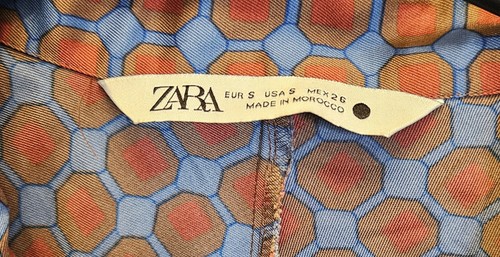 ZARA
EUR S USA S MEX 26
MADE IN MOROCCO